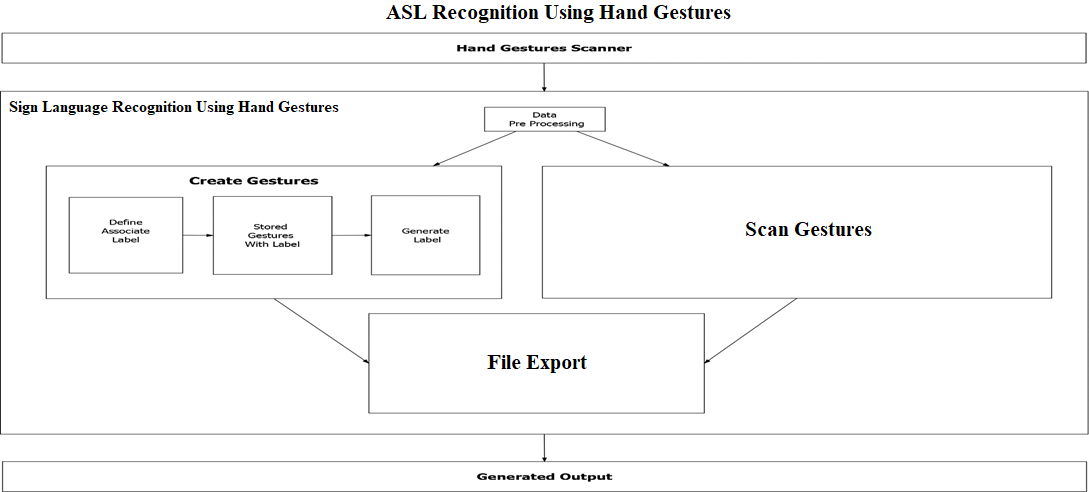 ASL Recognition Using Hand Gestures
Hand Gestures Scanner
Sign Language Recognition Using Hand Gestures
Data
Pre Processing
Create Gestures
Define
Associate
Label
Stored
Gestures
With Label
Generate
Label
Scan Gestures
File Export
Generated Output